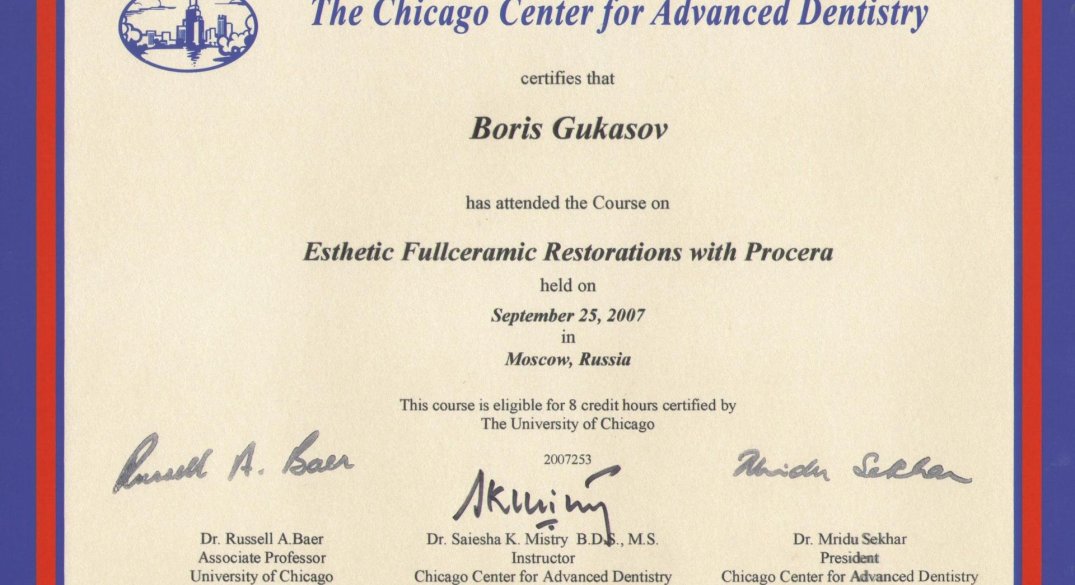 The Chicago Center for Advanced Dentistry
certifies that
Boris Gukasov
has attended the Course on
Esthetic Fullceramic Restorations with Procera
held on
September 25, 2007
in
Moscow, Russia
This course is eligible for 8 credit hours certified by
The University of Chicago
2007253
Russell A. Baer
SKMistry
Mridu Sekhar
Dr. Russell A.Baer
Associate Professor
University of Chicago
Dr. Saiesha K. Mistry B.D.S., M.S.
Instructor
Chicago Center for Advanced Dentistry
Dr. Mridu Sekhar
President
Chicago Center for Advanced Dentistry